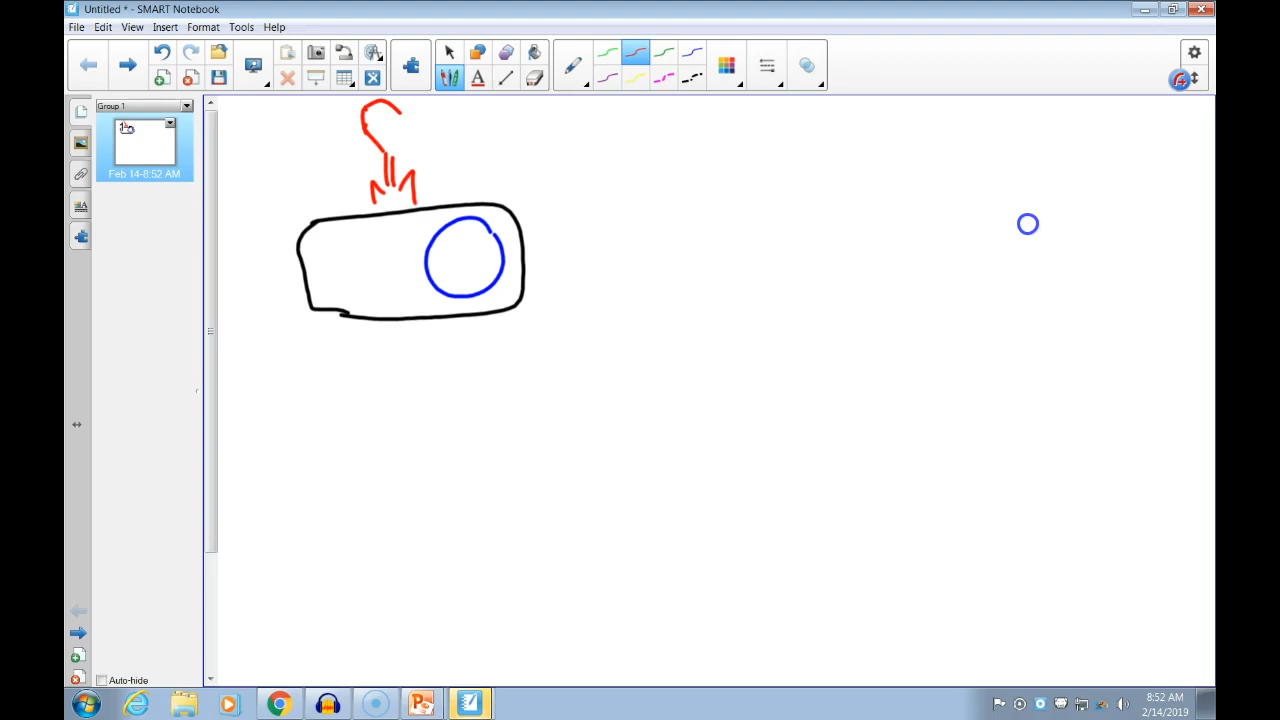 Untitled * - SMART Notebook
File Edit View Insert Format Tools Help
Group 1
Feb 14-8:52 AM
Auto-hide
8:52 AM
2/14/2019